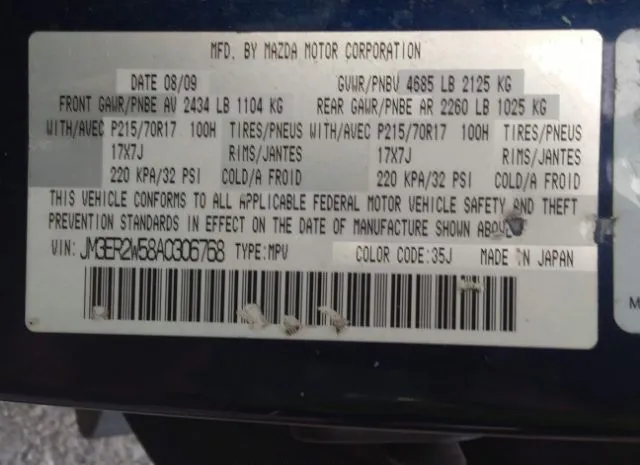 MFD. BY MAZDA MOTOR CORPORATION
DATE 08/09 GVWR/PNBV 4685 LB 2125 KG
FRONT GAWR/PNBE AV 2434 LB 1104 KG REAR GAWR/PNBE AR 2260 LB 1025 KG
WITH/AVEC P215/70R17 100H TIRES/PNEUS WITH/AVEC P215/70R17 100H TIRES/PNEUS
17X7J RIMS/JANTES 17X7J RIMS/JANTES
220 KPA/32 PSI COLD/A FROID 220 KPA/32 PSI COLD/A FROID
THIS VEHICLE CONFORMS TO ALL APPLICABLE FEDERAL MOTOR VEHICLE SAFETY AND THEFT
PREVENTION STANDARDS IN EFFECT ON THE DATE OF MANUFACTURE SHOWN ABOVE
VIN: JM3ER2W58A0306768 TYPE:MPV COLOR CODE:35J MADE IN JAPAN
M